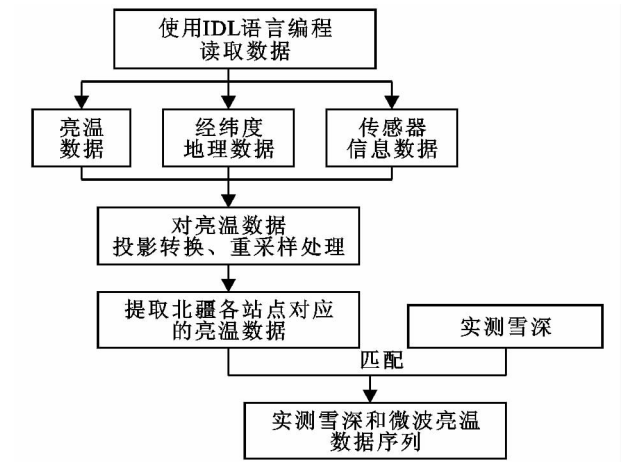 使用IDL语言编程
读取数据
亮温
数据
经纬度
地理数据
传感器
信息数据
对亮温数据
投影转换、重采样处理
提取北疆各站点对应
的亮温数据
实测雪深
匹配
实测雪深和微波亮温
数据序列